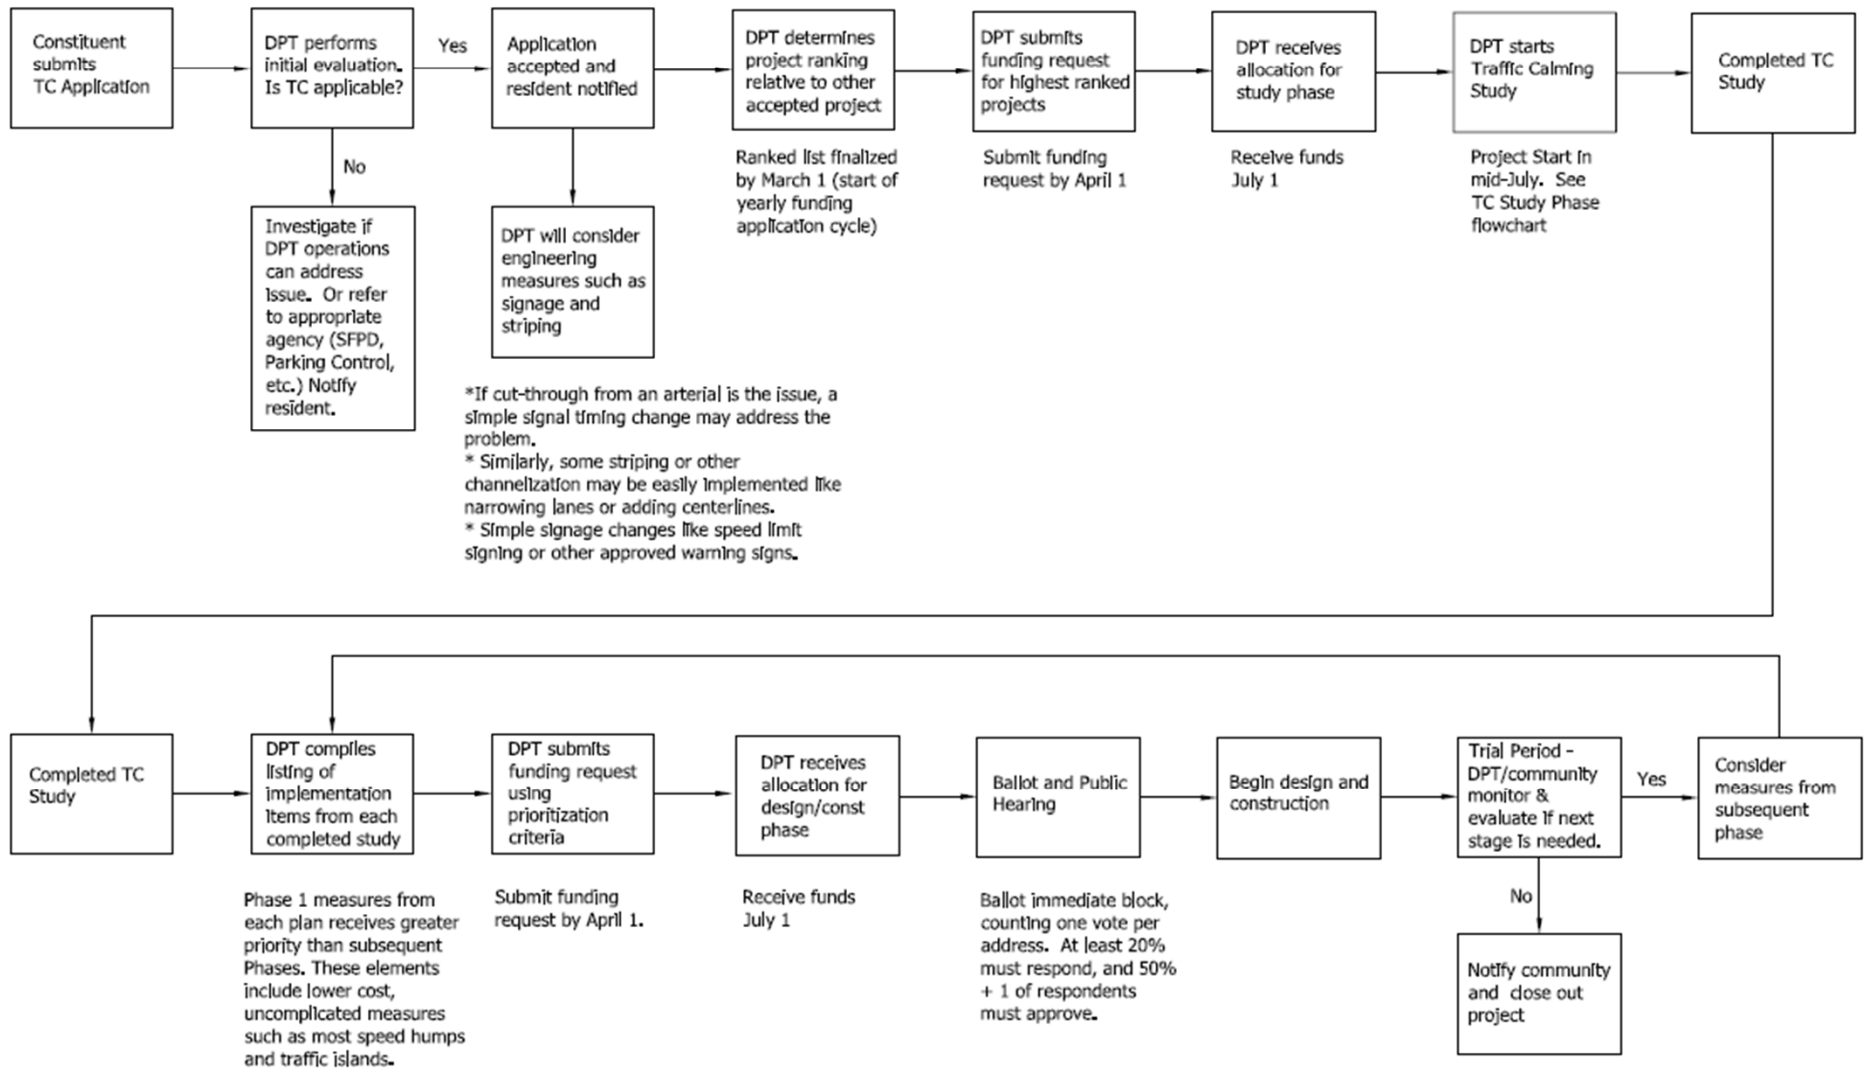 Constituent
submits
TC Application
DPT performs
initial evaluation.
Is TC applicable?
Yes
Application
accepted and
resident notified
DPT determines
project ranking
relative to other
accepted project
DPT submits
funding request
for highest ranked
projects
DPT receives
allocation for
study phase
DPT starts
Traffic Calming
Study
Completed TC
Study
No
Ranked list finalized
by March 1 (start of
yearly funding
application cycle)
Submit funding
request by April 1
Receive funds
July 1
Project Start in
mid-July.  See
TC Study Phase
flowchart
Investigate if
DPT operations
can address
issue.  Or refer
to appropriate
agency (SFPD,
Parking Control,
etc.) Notify
resident.
DPT will consider
engineering
measures such as
signage and
striping
*If cut-through from an arterial is the issue, a
simple signal timing change may address the
problem.
* Similarly, some striping or other
channelization may be easily implemented like
narrowing lanes or adding centerlines.
* Simple signage changes like speed limit
signing or other approved warning signs.
Completed TC
Study
DPT compiles
listing of
implementation
items from each
completed study
DPT submits
funding request
using
prioritization
criteria
DPT receives
allocation for
design/const
phase
Ballot and Public
Hearing
Begin design and
construction
Trial Period -
DPT/community
monitor &
evaluate if next
stage is needed.
Yes
Consider
measures from
subsequent
phase
Phase 1 measures from
each plan receives greater
priority than subsequent
Phases. These elements
include lower cost,
uncomplicated measures
such as most speed humps
and traffic islands.
Submit funding
request by April 1.
Receive funds
July 1
Ballot immediate block,
counting one vote per
address.  At least 20%
must respond, and 50%
+ 1 of respondents
must approve.
No
Notify community
and  close out
project